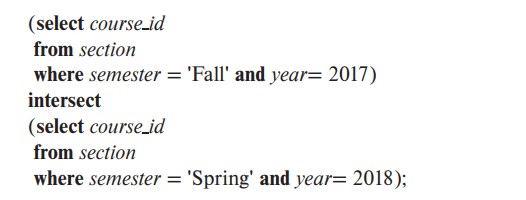 (select course_id
from section
where semester = 'Fall' and year= 2017)
intersect
(select course_id
from section
where semester = 'Spring' and year= 2018);